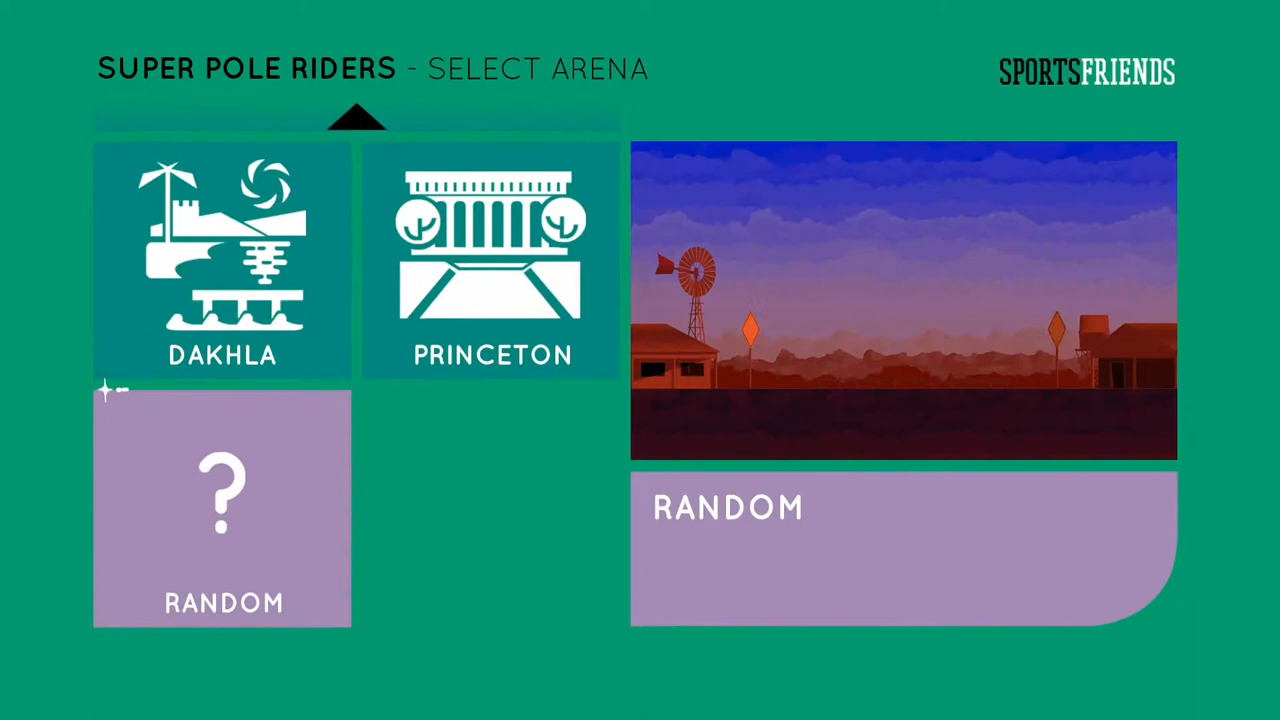 SUPER POLE RIDERS - SELECT ARENA
SPORTSFRIENDS
DAKHLA
PRINCETON
?
RANDOM
RANDOM